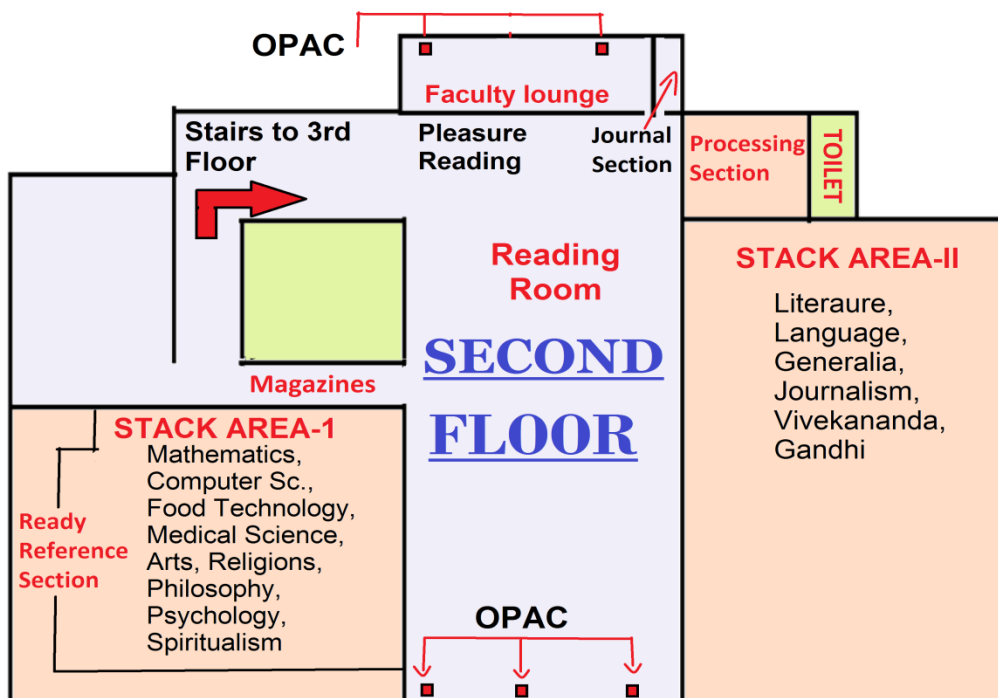 OPAC
Faculty lounge
Stairs to 3rd
Floor
Pleasure
Reading
Journal
Section
Processing
Section
TOILET
Reading
Room
STACK AREA-II
Literaure,
Language,
Generalia,
Journalism,
Vivekananda,
Gandhi
SECOND
FLOOR
Magazines
STACK AREA-1
Mathematics,
Computer Sc.,
Food Technology,
Medical Science,
Arts, Religions,
Philosophy,
Psychology,
Spiritualism
Ready
Reference
Section
OPAC